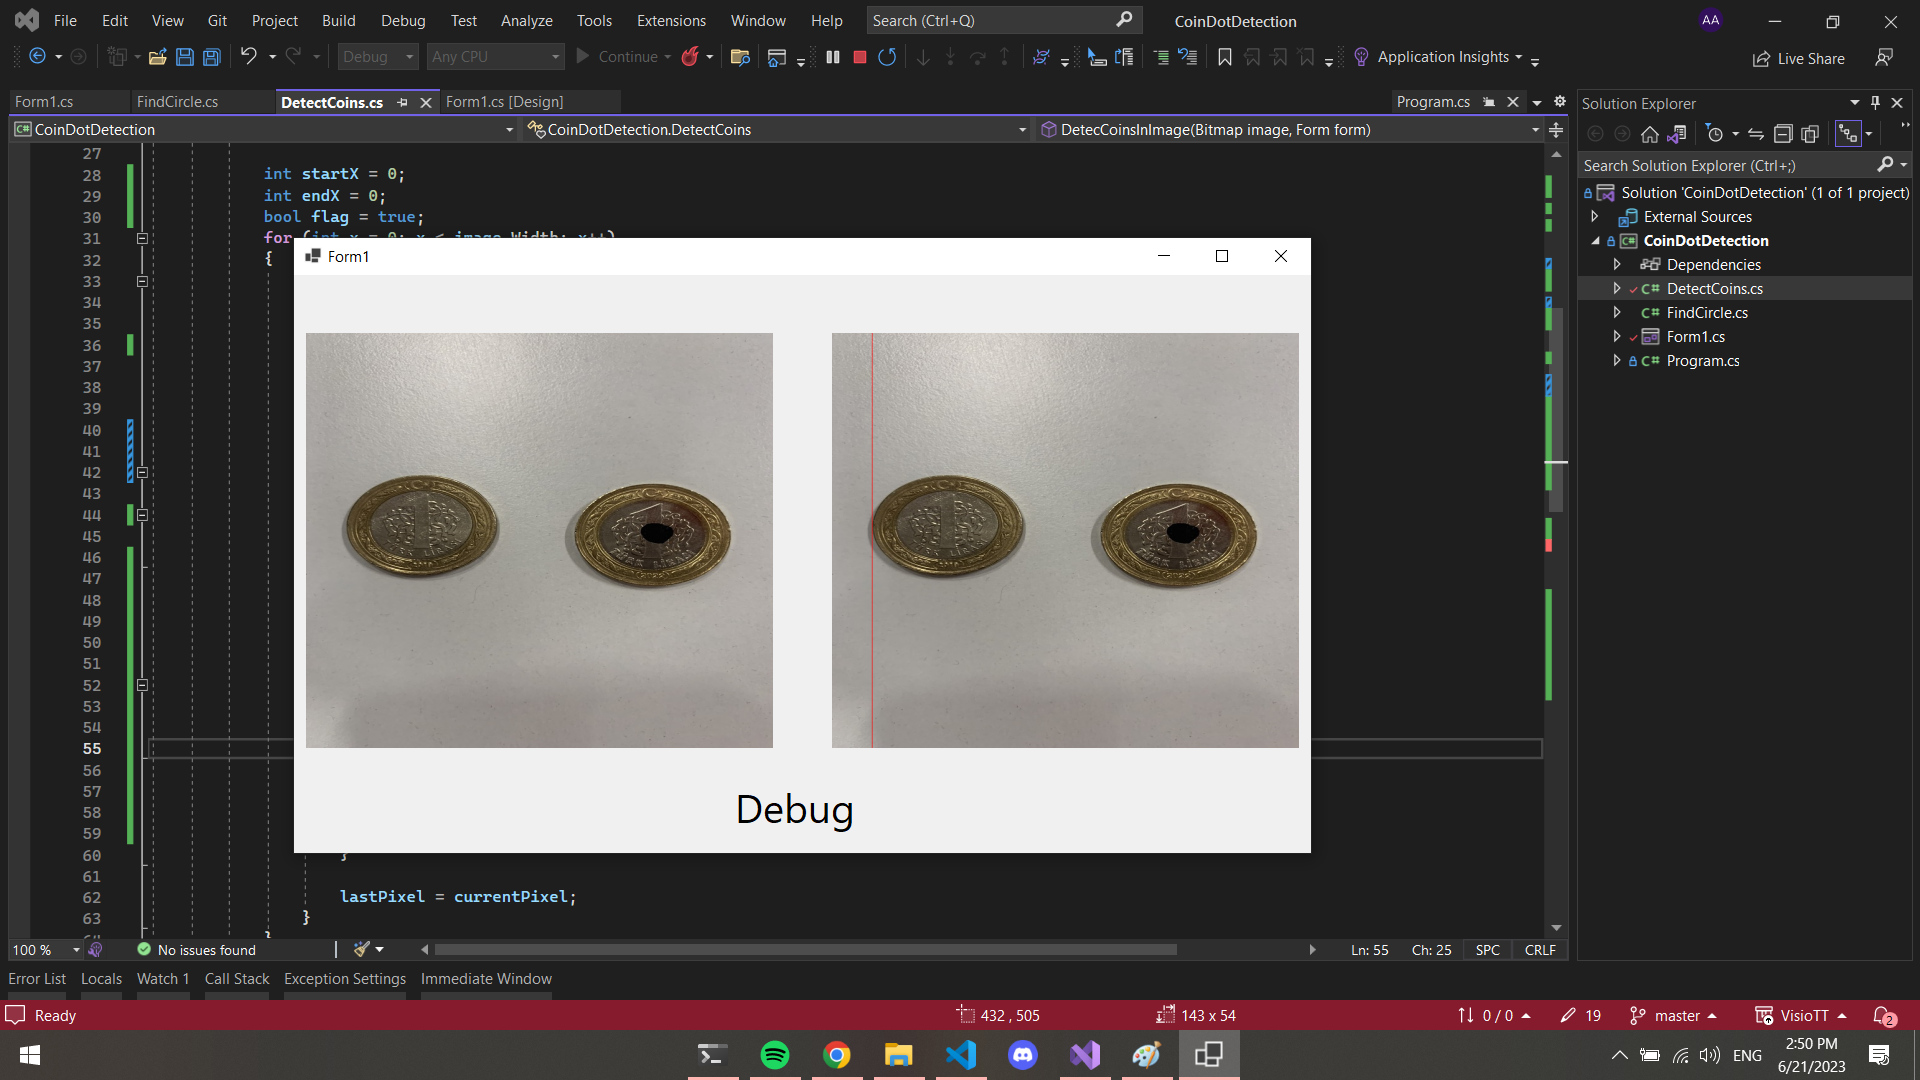 File Edit View Git Project Build Debug Test Analyze Tools Extensions Window Help Search (Ctrl+Q) CoinDotDetection AA
Debug Any CPU Continue Application Insights Live Share
Form1.cs FindCircle.cs DetectCoins.cs Form1.cs [Design] Program.cs
CoinDotDetection CoinDotDetection.DetectCoins DetecCoinsInImage(Bitmap image, Form form)
27
28 int startX = 0;
29 int endX = 0;
30 bool flag = true;
31 for (int x = 0; x < image.Width; x++)
32 {
33
34
35
36
37
38
39
40
41
42
43
44
45
46
47
48
49
50
51
52
53
54
55
56
57
58
59
60 }
61
62 lastPixel = currentPixel;
63 }
Form1
Debug
100 % No issues found Ln: 55 Ch: 25 SPC CRLF
Solution Explorer
Search Solution Explorer (Ctrl+;)
Solution 'CoinDotDetection' (1 of 1 project)
External Sources
C# CoinDotDetection
Dependencies
C# DetectCoins.cs
C# FindCircle.cs
Form1.cs
C# Program.cs
Error List Locals Watch 1 Call Stack Exception Settings Immediate Window
Ready 432 , 505 143 x 54 0 / 0 19 master VisioTT 2
ENG 2:50 PM
6/21/2023